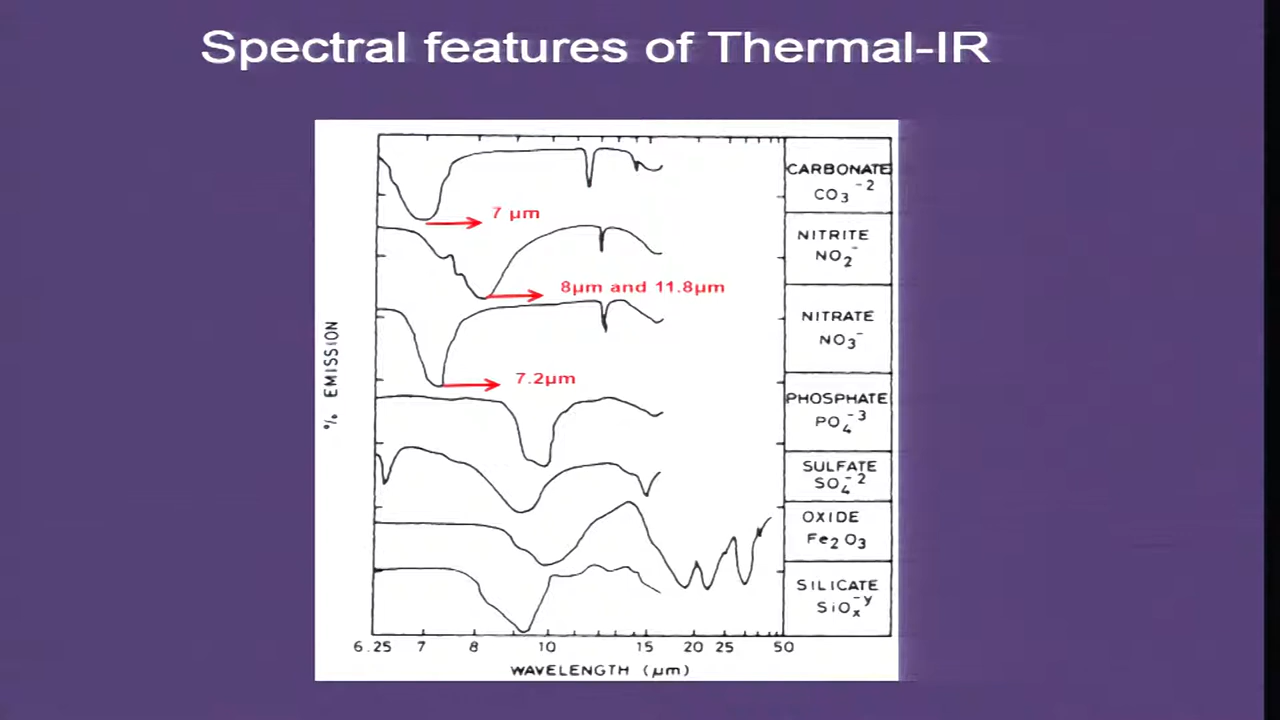 Spectral features of Thermal-IR
CARBONATE
CO3 -2
7 μm
NITRITE
NO2 -
8μm and 11.8μm
NITRATE
NO3 -
7.2μm
PHOSPHATE
PO4 -3
SULFATE
SO4 -2
OXIDE
Fe2O3
SILICATE
SiOx -y
% EMISSION
6.25 7 8 10 15 20 25 50
WAVELENGTH (μm)